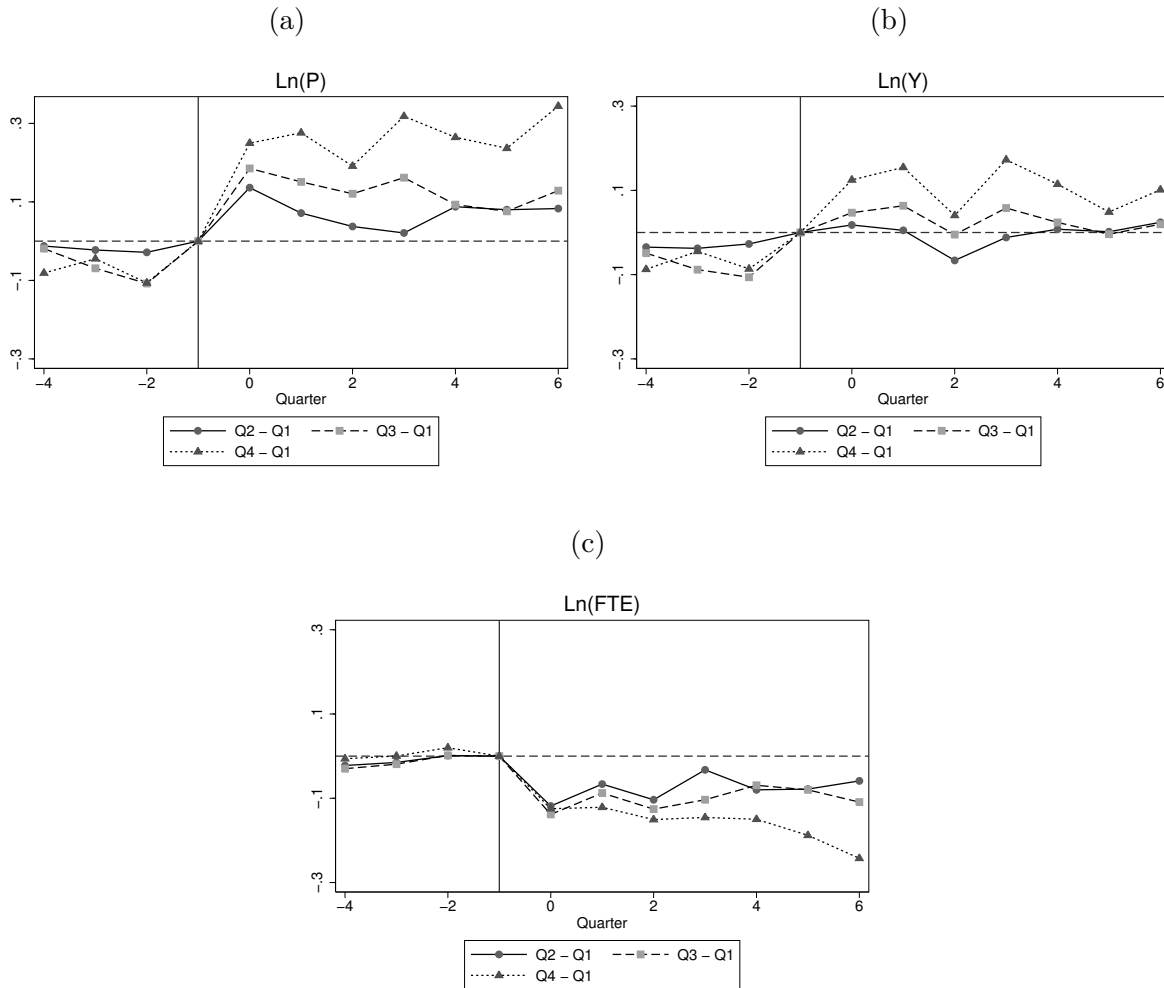 (a)
(b)
Ln(P)
.3
.1
-.1
-.3
-4 -2 0 2 4 6
Quarter
Q2 – Q1 Q3 – Q1
Q4 – Q1
Ln(Y)
.3
.1
-.1
-.3
-4 -2 0 2 4 6
Quarter
Q2 – Q1 Q3 – Q1
Q4 – Q1
(c)
Ln(FTE)
.3
.1
-.1
-.3
-4 -2 0 2 4 6
Quarter
Q2 – Q1 Q3 – Q1
Q4 – Q1